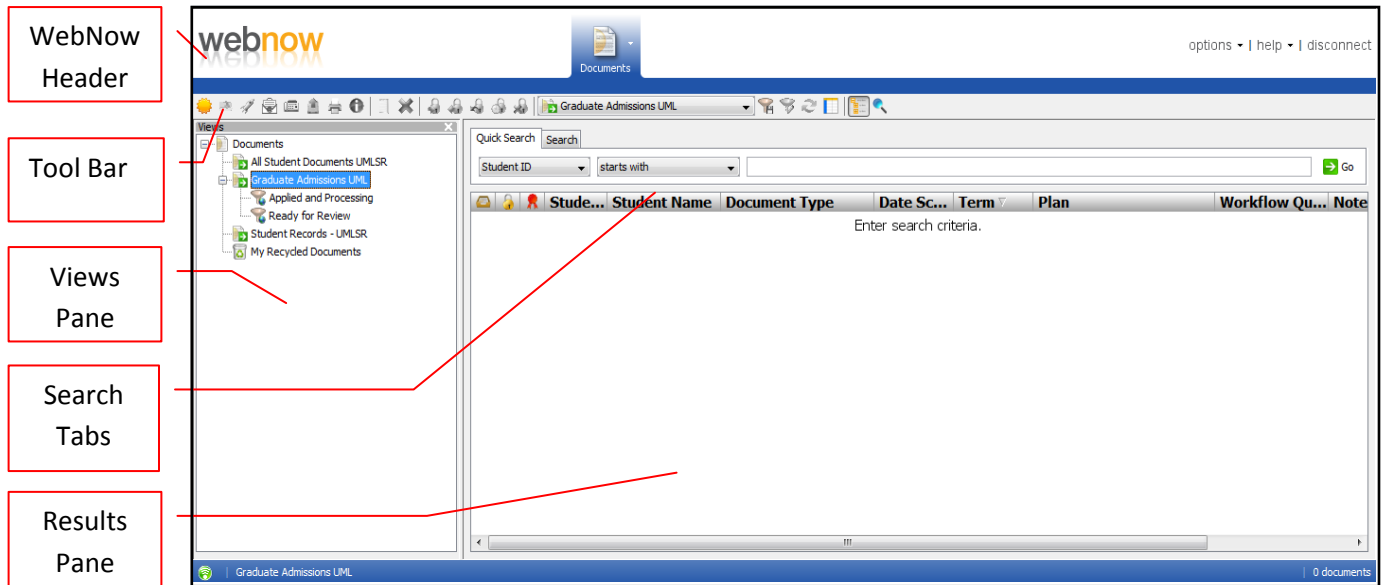 WebNow
Header
Tool Bar
Views
Pane
Search
Tabs
Results
Pane
webnow
Documents
options | help | disconnect
Graduate Admissions UML
Views
Documents
All Student Documents UMLSR
Graduate Admissions UML
Applied and Processing
Ready for Review
Student Records - UMLSR
My Recycled Documents
Quick Search Search
Student ID starts with Go
Stude... Student Name Document Type Date Sc... Term Plan Workflow Qu... Note
Enter search criteria.
Graduate Admissions UML 0 documents